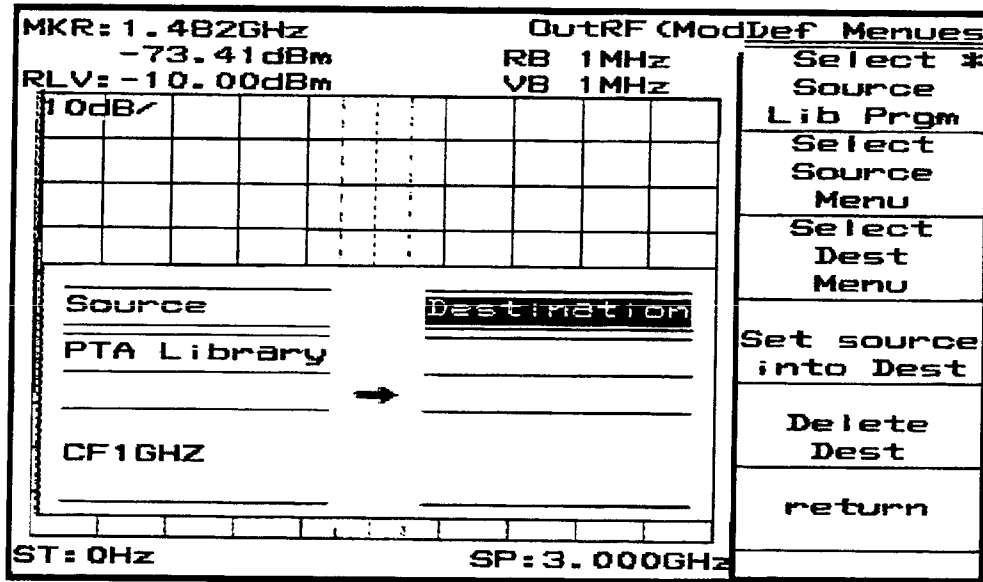 MKR:1.482GHz
-73.41dBm
RLV:-10.00dBm
OutRF(Mod
RB 1MHz
VB 1MHz
10dB/
Source
PTA Library
CF1GHZ
Destination
ST:0Hz
SP:3.000GHz
Def Menues
Select *
Source
Lib Prgm
Select
Source
Menu
Select
Dest
Menu
Set source
into Dest
Delete
Dest
return